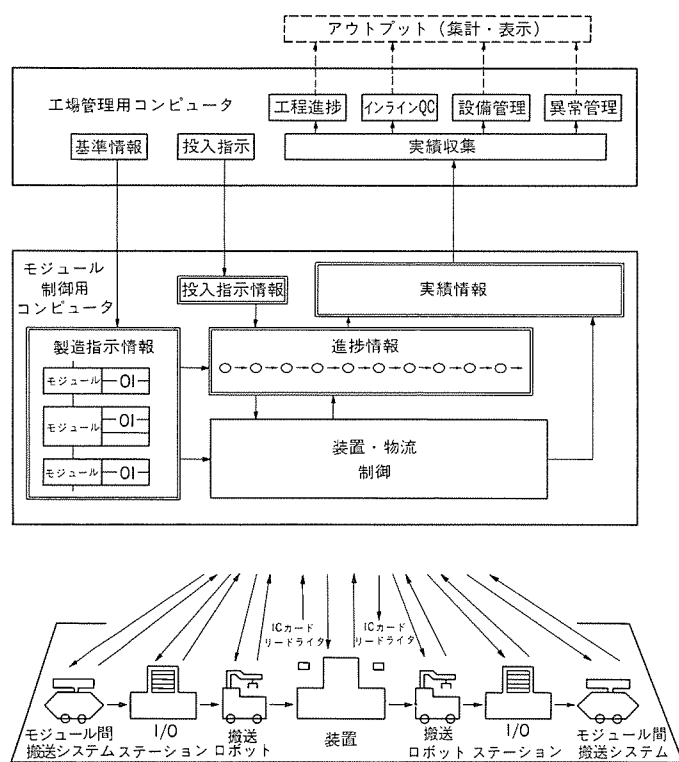 アウトプット（集計・表示）
工場管理用コンピュータ
工程進捗
インラインQC
設備管理
異常管理
基準情報
投入指示
実績収集
モジュール
制御用
コンピュータ
投入指示情報
実績情報
製造指示情報
進捗情報
モジュール
OI
モジュール
OI
モジュール
OI
装置・物流
制御
ICカード
リードライタ
ICカード
リードライタ
モジュール間
搬送システム
I/O
ステーション
搬送
ロボット
装置
搬送
ロボット
I/O
ステーション
モジュール間
搬送システム